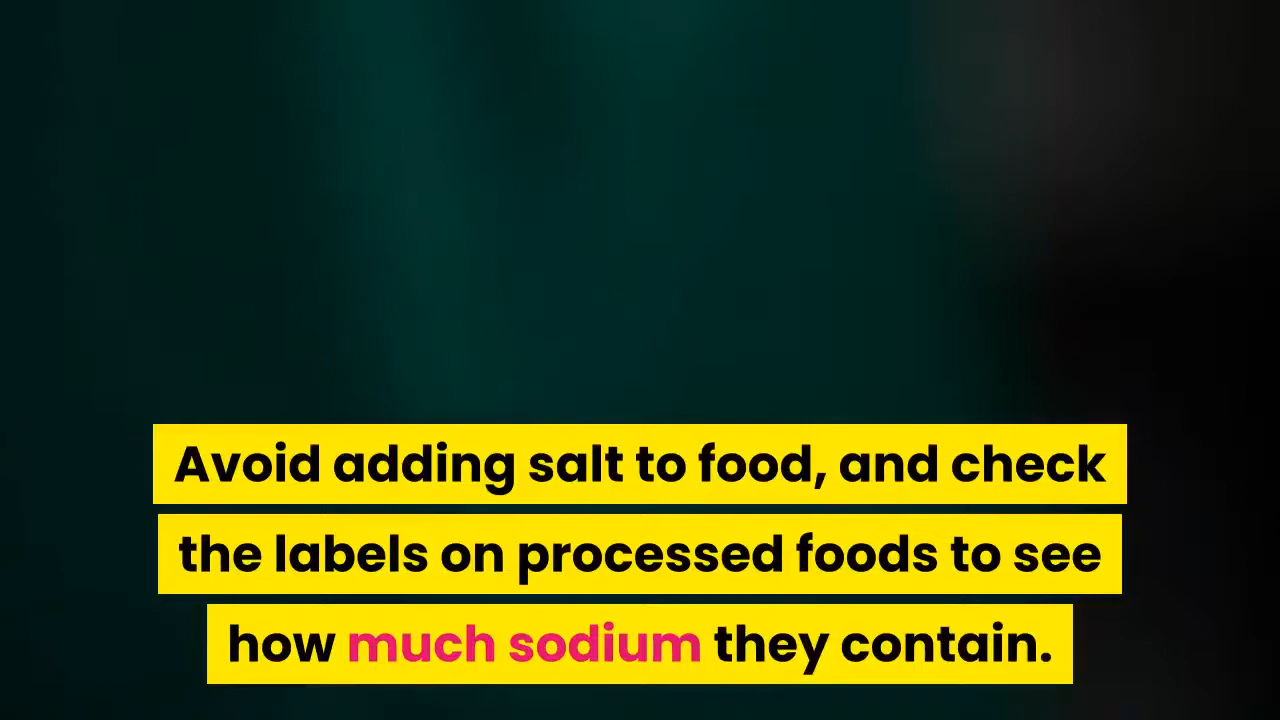 Avoid adding salt to food, and check
the labels on processed foods to see
how much sodium they contain.